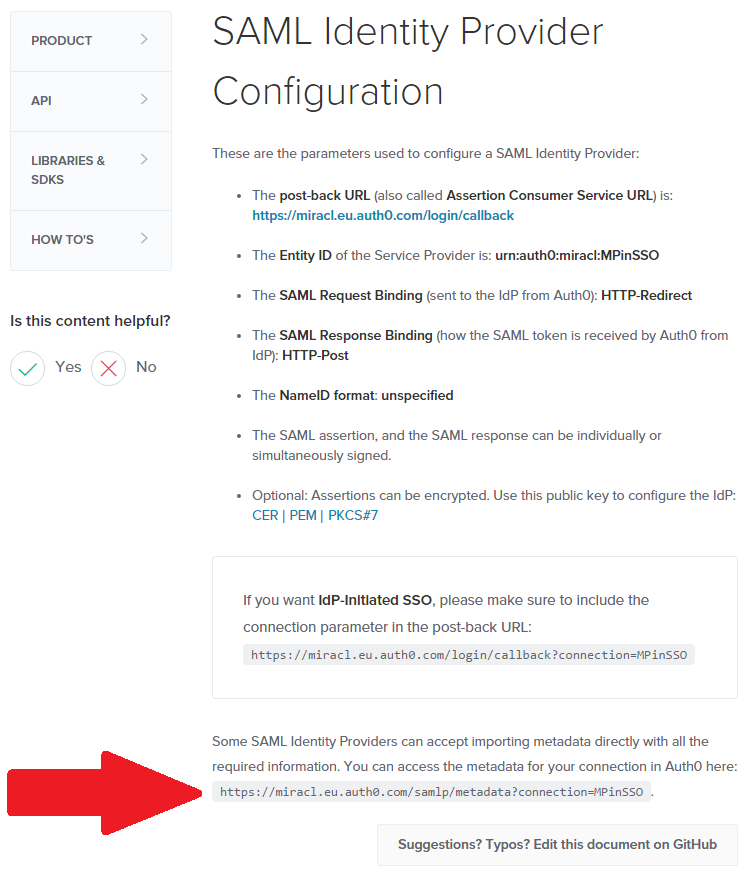 PRODUCT
API
LIBRARIES &
SDKS
HOW TO'S
Is this content helpful?
Yes
No
SAML Identity Provider
Configuration
These are the parameters used to configure a SAML Identity Provider:
• The post-back URL (also called Assertion Consumer Service URL) is:
https://miracl.eu.auth0.com/login/callback
• The Entity ID of the Service Provider is: urn:auth0:miracl:MPinSSO
• The SAML Request Binding (sent to the IdP from Auth0): HTTP-Redirect
• The SAML Response Binding (how the SAML token is received by Auth0 from
IdP): HTTP-Post
• The NameID format: unspecified
• The SAML assertion, and the SAML response can be individually or
simultaneously signed.
• Optional: Assertions can be encrypted. Use this public key to configure the IdP:
CER | PEM | PKCS#7
If you want IdP-Initiated SSO, please make sure to include the
connection parameter in the post-back URL:
https://miracl.eu.auth0.com/login/callback?connection=MPinSSO
Some SAML Identity Providers can accept importing metadata directly with all the
required information. You can access the metadata for your connection in Auth0 here:
https://miracl.eu.auth0.com/samlp/metadata?connection=MPinSSO.
Suggestions? Typos? Edit this document on GitHub